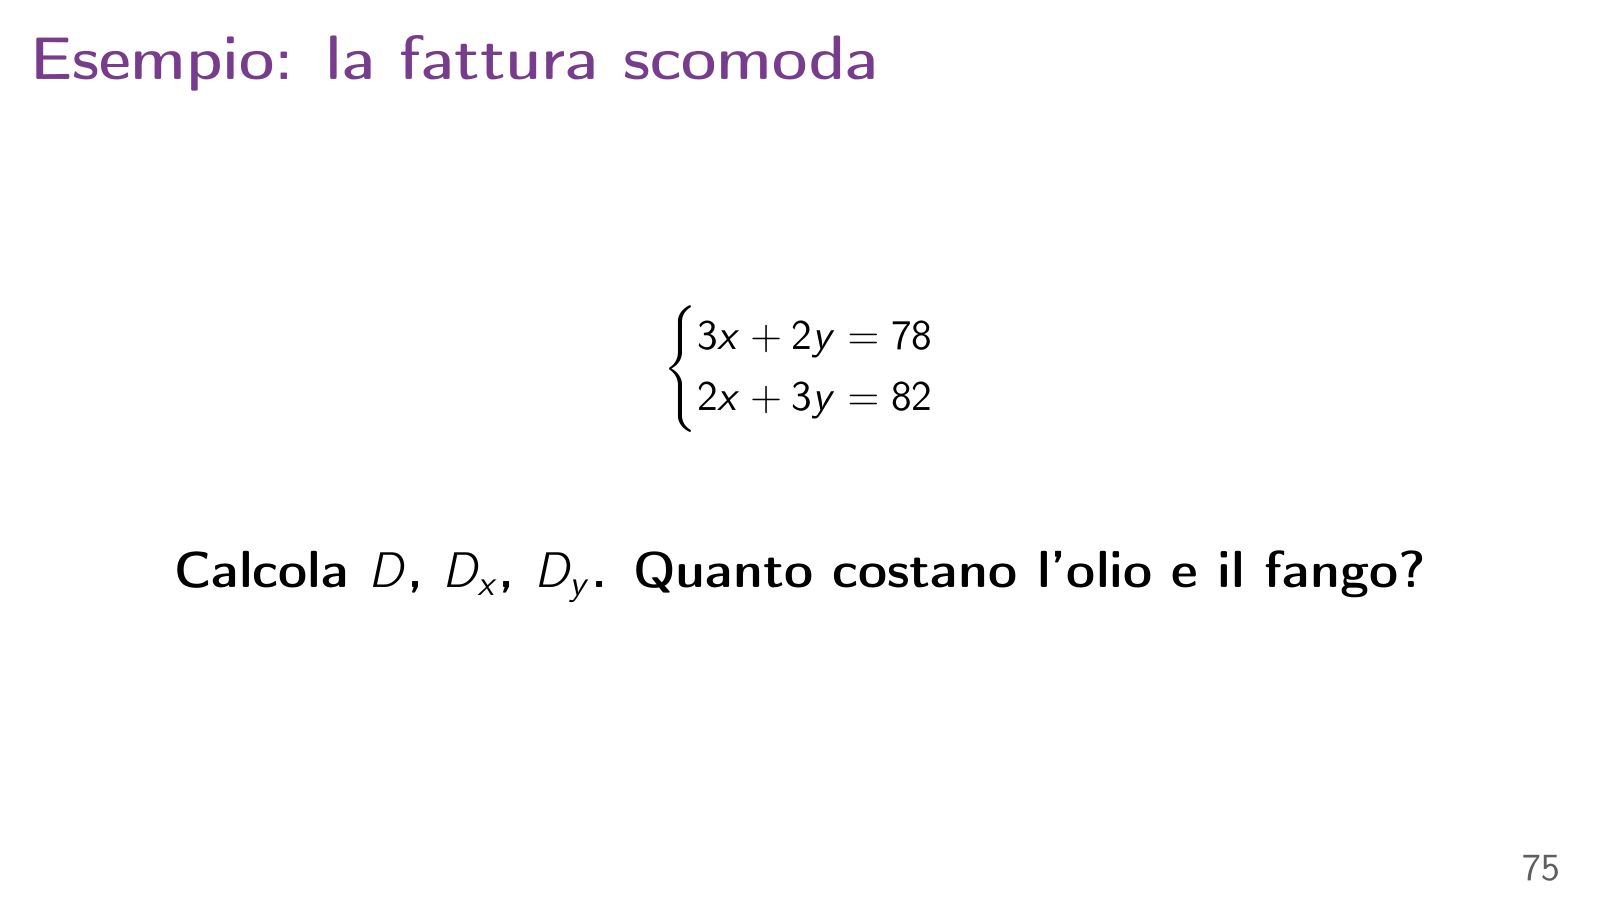 Esempio: la fattura scomoda
3x + 2y = 78
2x + 3y = 82
Calcola D, Dx, Dy. Quanto costano l'olio e il fango?
75